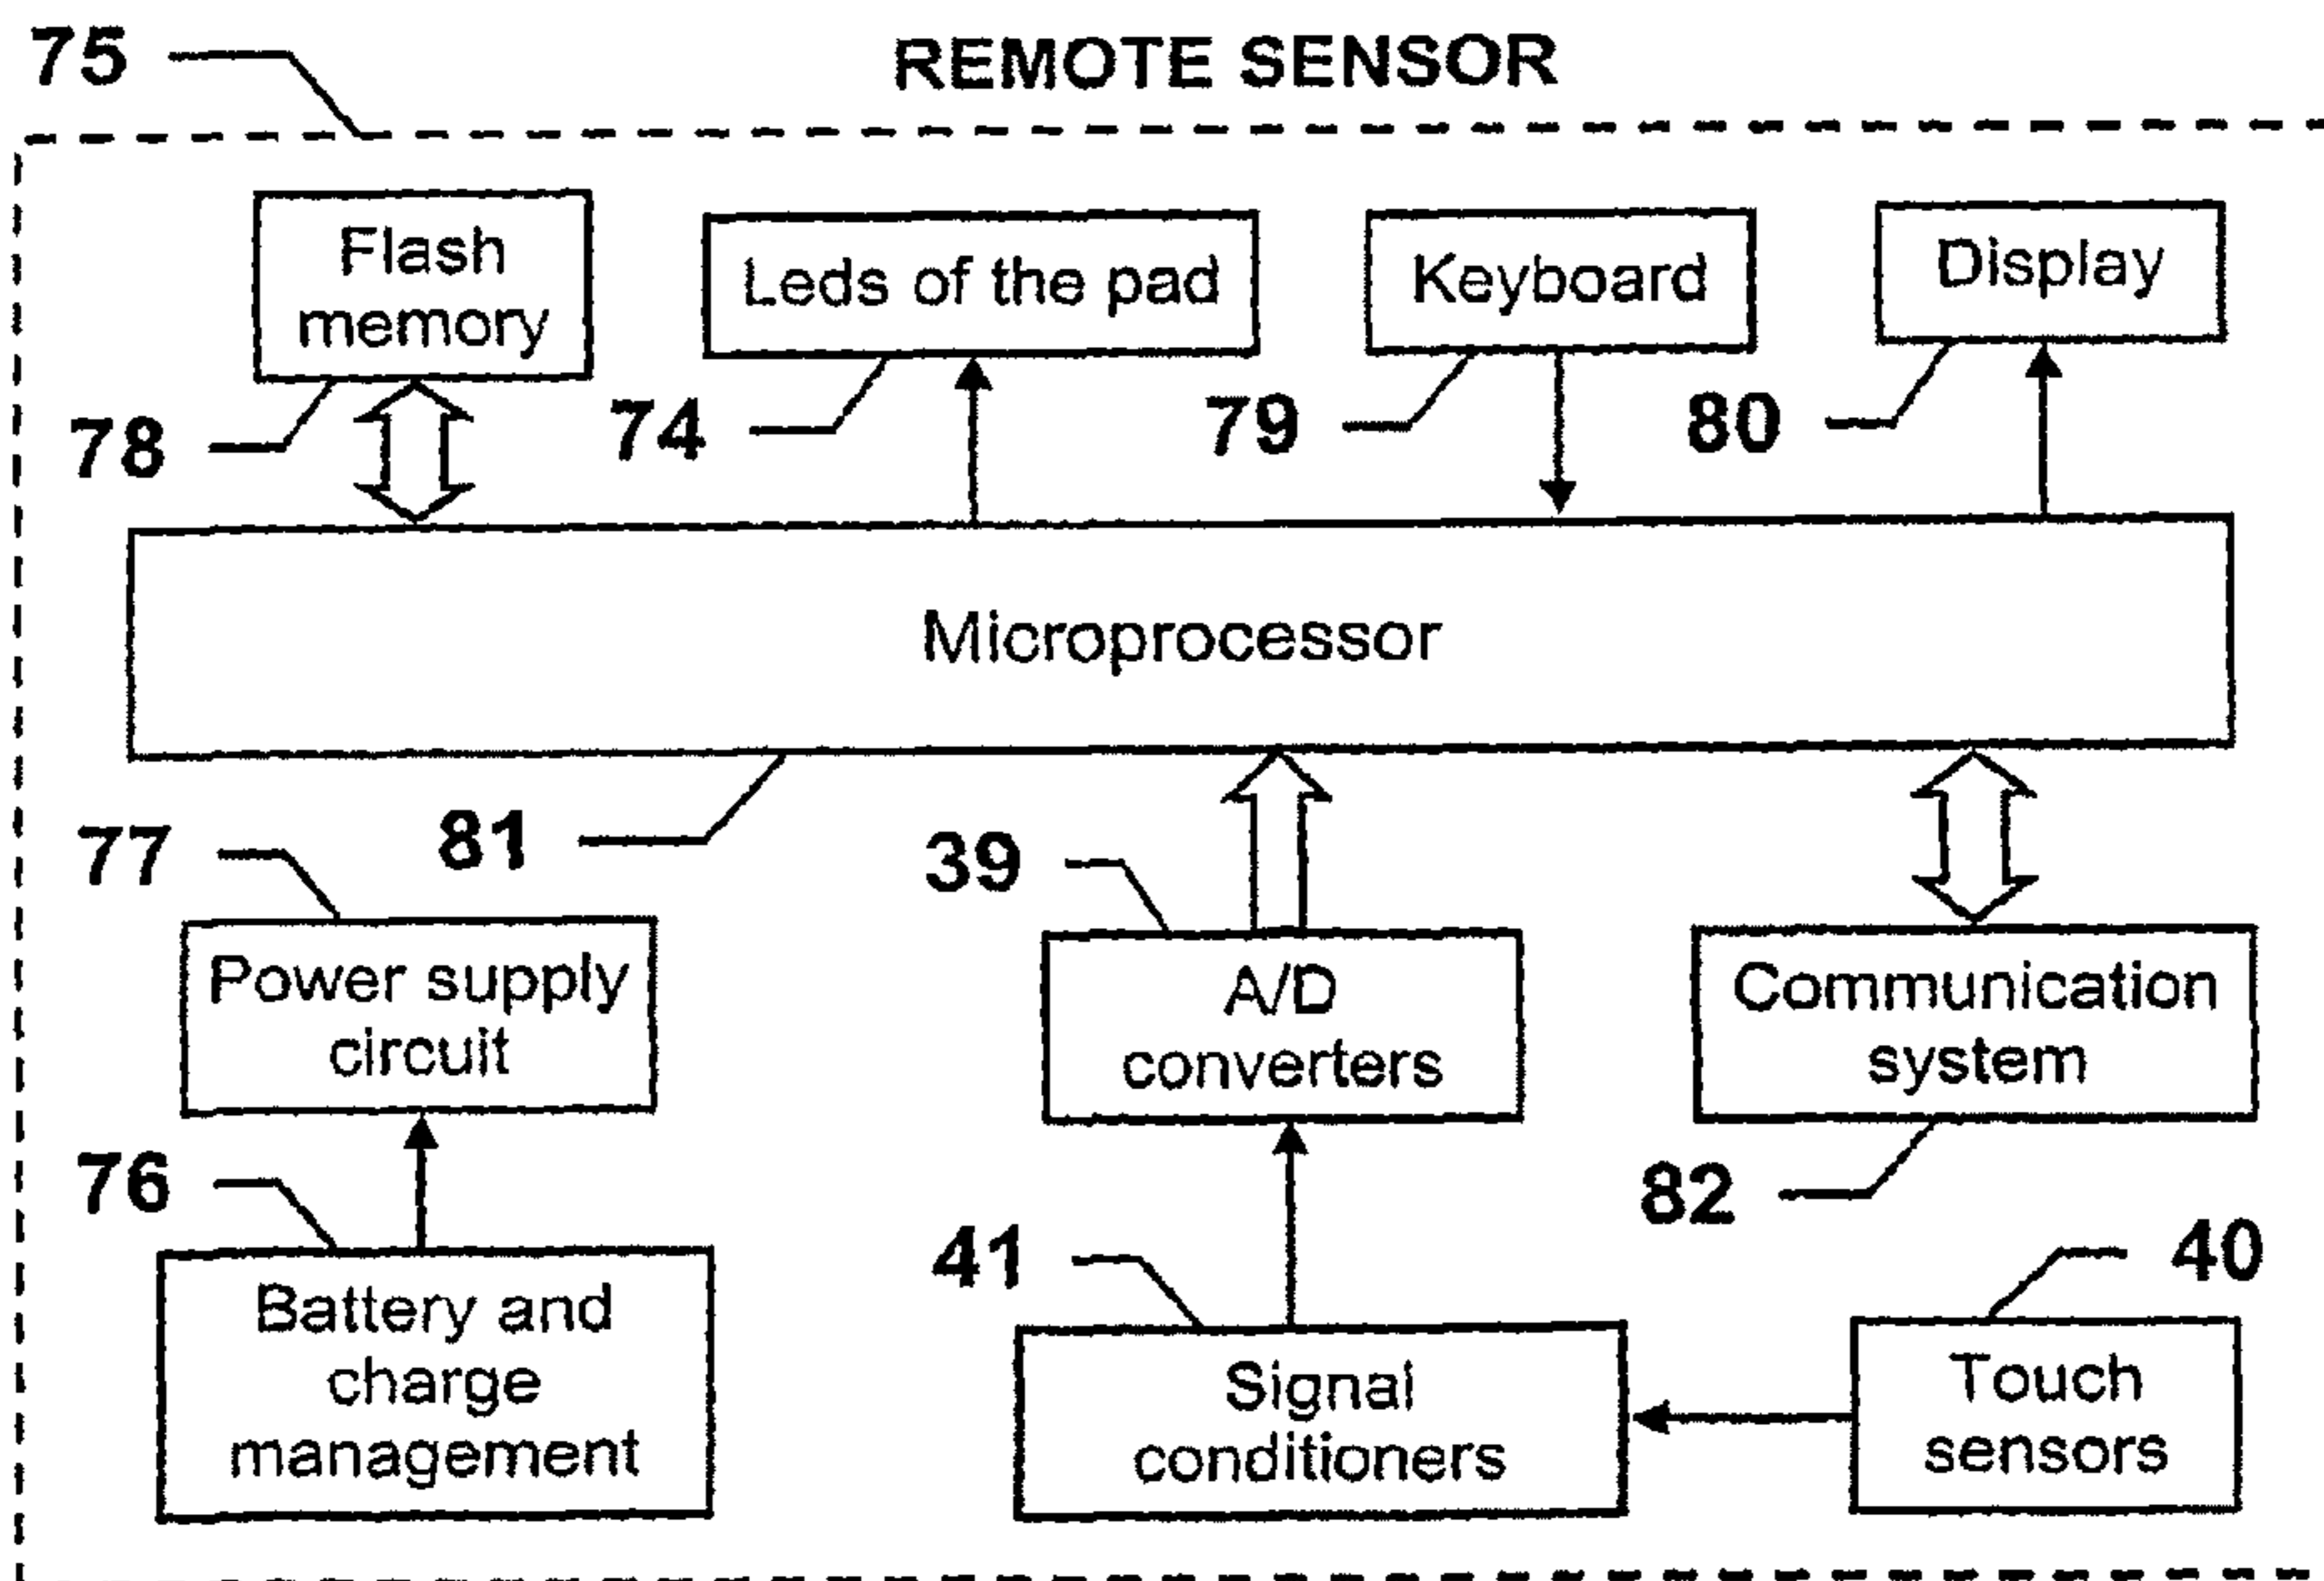 75
REMOTE SENSOR
Flash
memory
Leds of the pad
Keyboard
Display
78
74
79
80
Microprocessor
77
81
39
Power supply
circuit
A/D
converters
Communication
system
76
41
82
40
Battery and
charge
management
Signal
conditioners
Touch
sensors